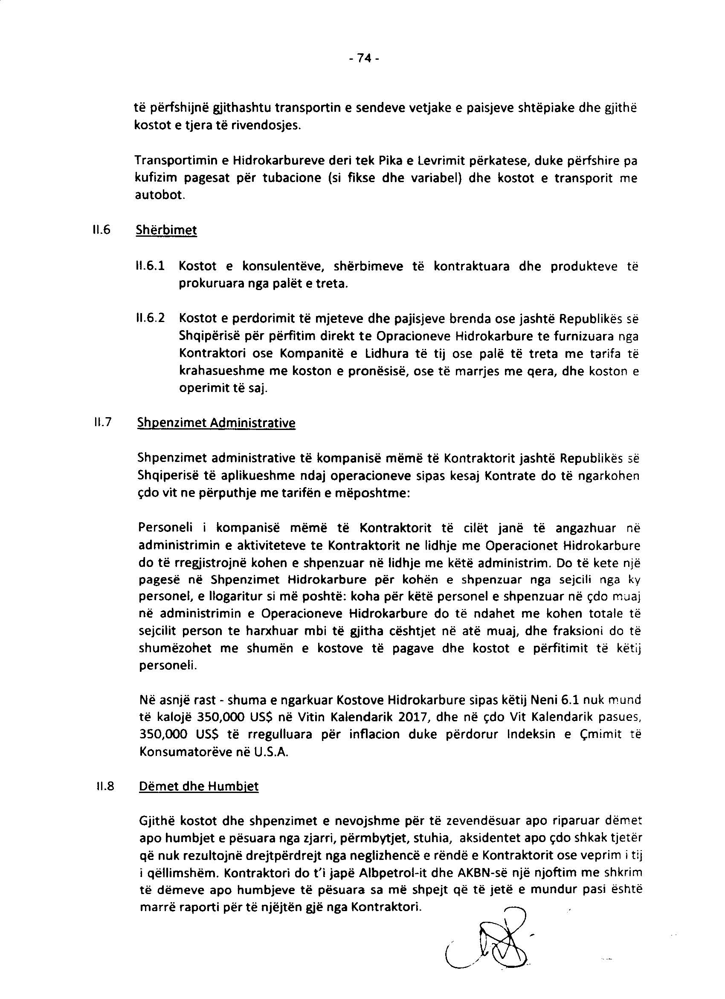 - 74 -
të përfshijnë gjithashtu transportin e sendeve vetjake e paisjeve shtëpiake dhe gjithë
kostot e tjera të rivendosjes.
Transportimin e Hidrokarbureve deri tek Pika e Levrimit përkatese, duke përfshire pa
kufizim pagesat për tubacione (si fikse dhe variabel) dhe kostot e transporit me
autobot.
II.6 Shërbimet
II.6.1 Kostot e konsulentëve, shërbimeve të kontraktuara dhe produkteve të
prokuruara nga palët e treta.
II.6.2 Kostot e perdorimit të mjeteve dhe pajisjeve brenda ose jashtë Republikës së
Shqipërisë për përfitim direkt te Opracioneve Hidrokarbure te furnizuara nga
Kontraktori ose Kompanitë e Lidhura të tij ose palë të treta me tarifa të
krahasueshme me koston e pronësisë, ose të marrjes me qera, dhe koston e
operimit të saj.
II.7 Shpenzimet Administrative
Shpenzimet administrative të kompanisë mëmë të Kontraktorit jashtë Republikës së
Shqiperisë të aplikueshme ndaj operacioneve sipas kesaj Kontrate do të ngarkohen
çdo vit ne përputhje me tarifën e mëposhtme:
Personeli i kompanisë mëmë të Kontraktorit të cilët janë të angazhuar në
administrimin e aktiviteteve te Kontraktorit ne lidhje me Operacionet Hidrokarbure
do të rregjistrojnë kohen e shpenzuar në lidhje me këtë administrim. Do të kete një
pagesë në Shpenzimet Hidrokarbure për kohën e shpenzuar nga sejcili nga ky
personel, e llogaritur si më poshtë: koha për këtë personel e shpenzuar në çdo muaj
në administrimin e Operacioneve Hidrokarbure do të ndahet me kohen totale të
sejcilit person te harxhuar mbi të gjitha cështjet në atë muaj, dhe fraksioni do të
shumëzohet me shumën e kostove të pagave dhe kostot e përfitimit të këtij
personeli.
Në asnjë rast - shuma e ngarkuar Kostove Hidrokarbure sipas këtij Neni 6.1 nuk mund
të kalojë 350,000 US$ në Vitin Kalendarik 2017, dhe në çdo Vit Kalendarik pasues,
350,000 US$ të rregulluara për inflacion duke përdorur Indeksin e Çmimit të
Konsumatorëve në U.S.A.
II.8 Dëmet dhe Humbjet
Gjithë kostot dhe shpenzimet e nevojshme për të zevendësuar apo riparuar dëmet
apo humbjet e pësuara nga zjarri, përmbytjet, stuhia, aksidentet apo çdo shkak tjetër
që nuk rezultojnë drejtpërdrejt nga neglizhencë e rëndë e Kontraktorit ose veprim i tij
i qëllimshëm. Kontraktori do t'i japë Albpetrol-it dhe AKBN-së një njoftim me shkrim
të dëmeve apo humbjeve të pësuara sa më shpejt që të jetë e mundur pasi është
marrë raporti për të njëjtën gjë nga Kontraktori.